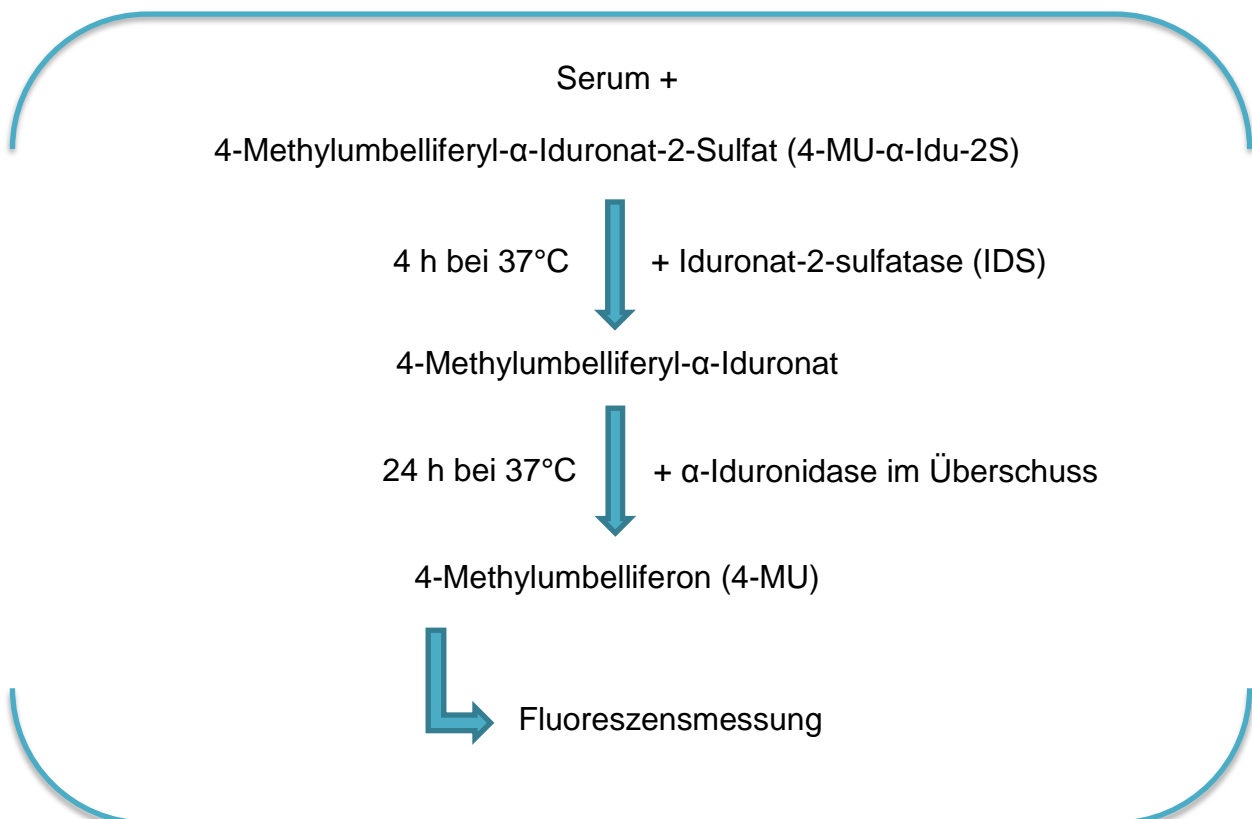 Serum +
4-Methylumbelliferyl-α-Iduronat-2-Sulfat (4-MU-α-Idu-2S)
4 h bei 37°C + Iduronat-2-sulfatase (IDS)
4-Methylumbelliferyl-α-Iduronat
24 h bei 37°C + α-Iduronidase im Überschuss
4-Methylumbelliferon (4-MU)
Fluoreszensmessung